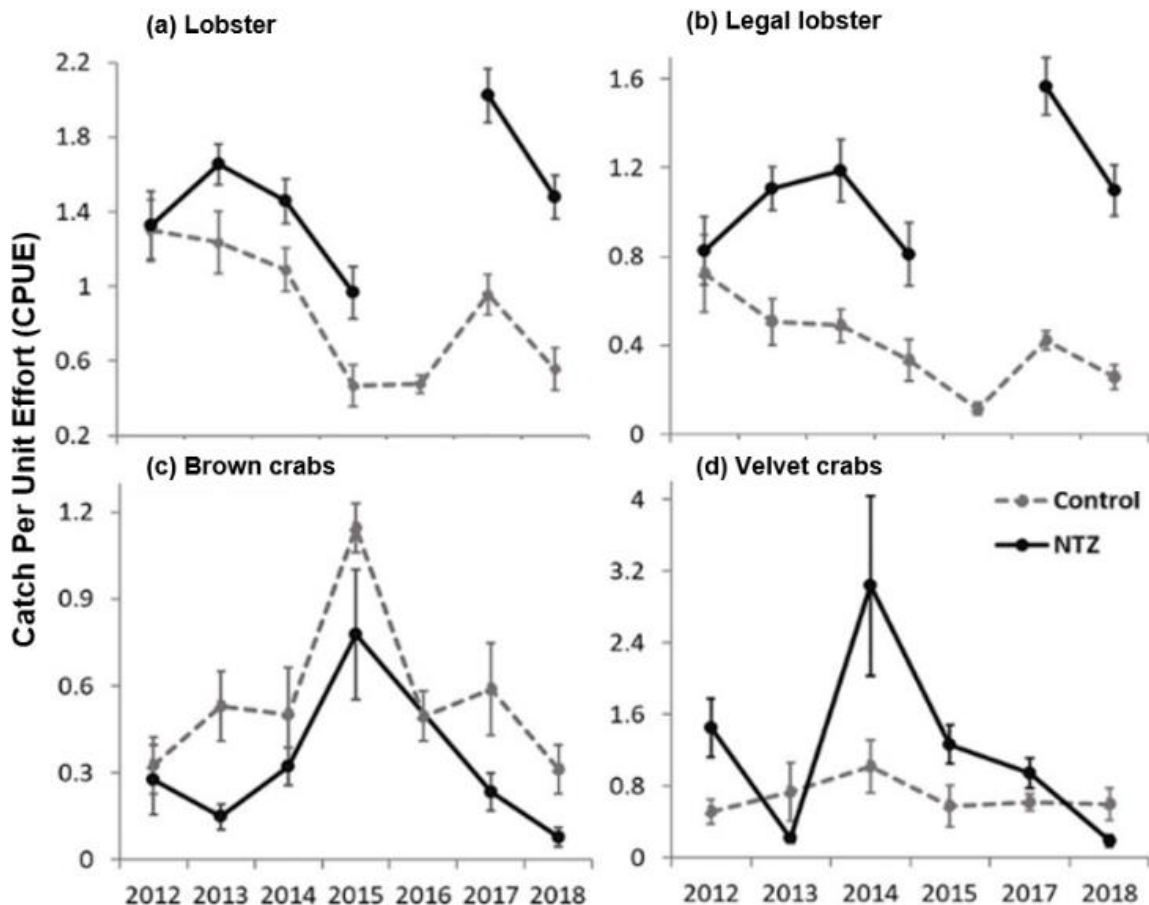 (a) Lobster
(b) Legal lobster
2.2
1.8
1.4
1
0.6
0.2
1.6
1.2
0.8
0.4
0
Catch Per Unit Effort (CPUE)
(c) Brown crabs
(d) Velvet crabs
1.2
0.9
0.6
0.3
0
4
3.2
2.4
1.6
0.8
0
Control
NTZ
2012 2013 2014 2015 2016 2017 2018
2012 2013 2014 2015 2017 2018